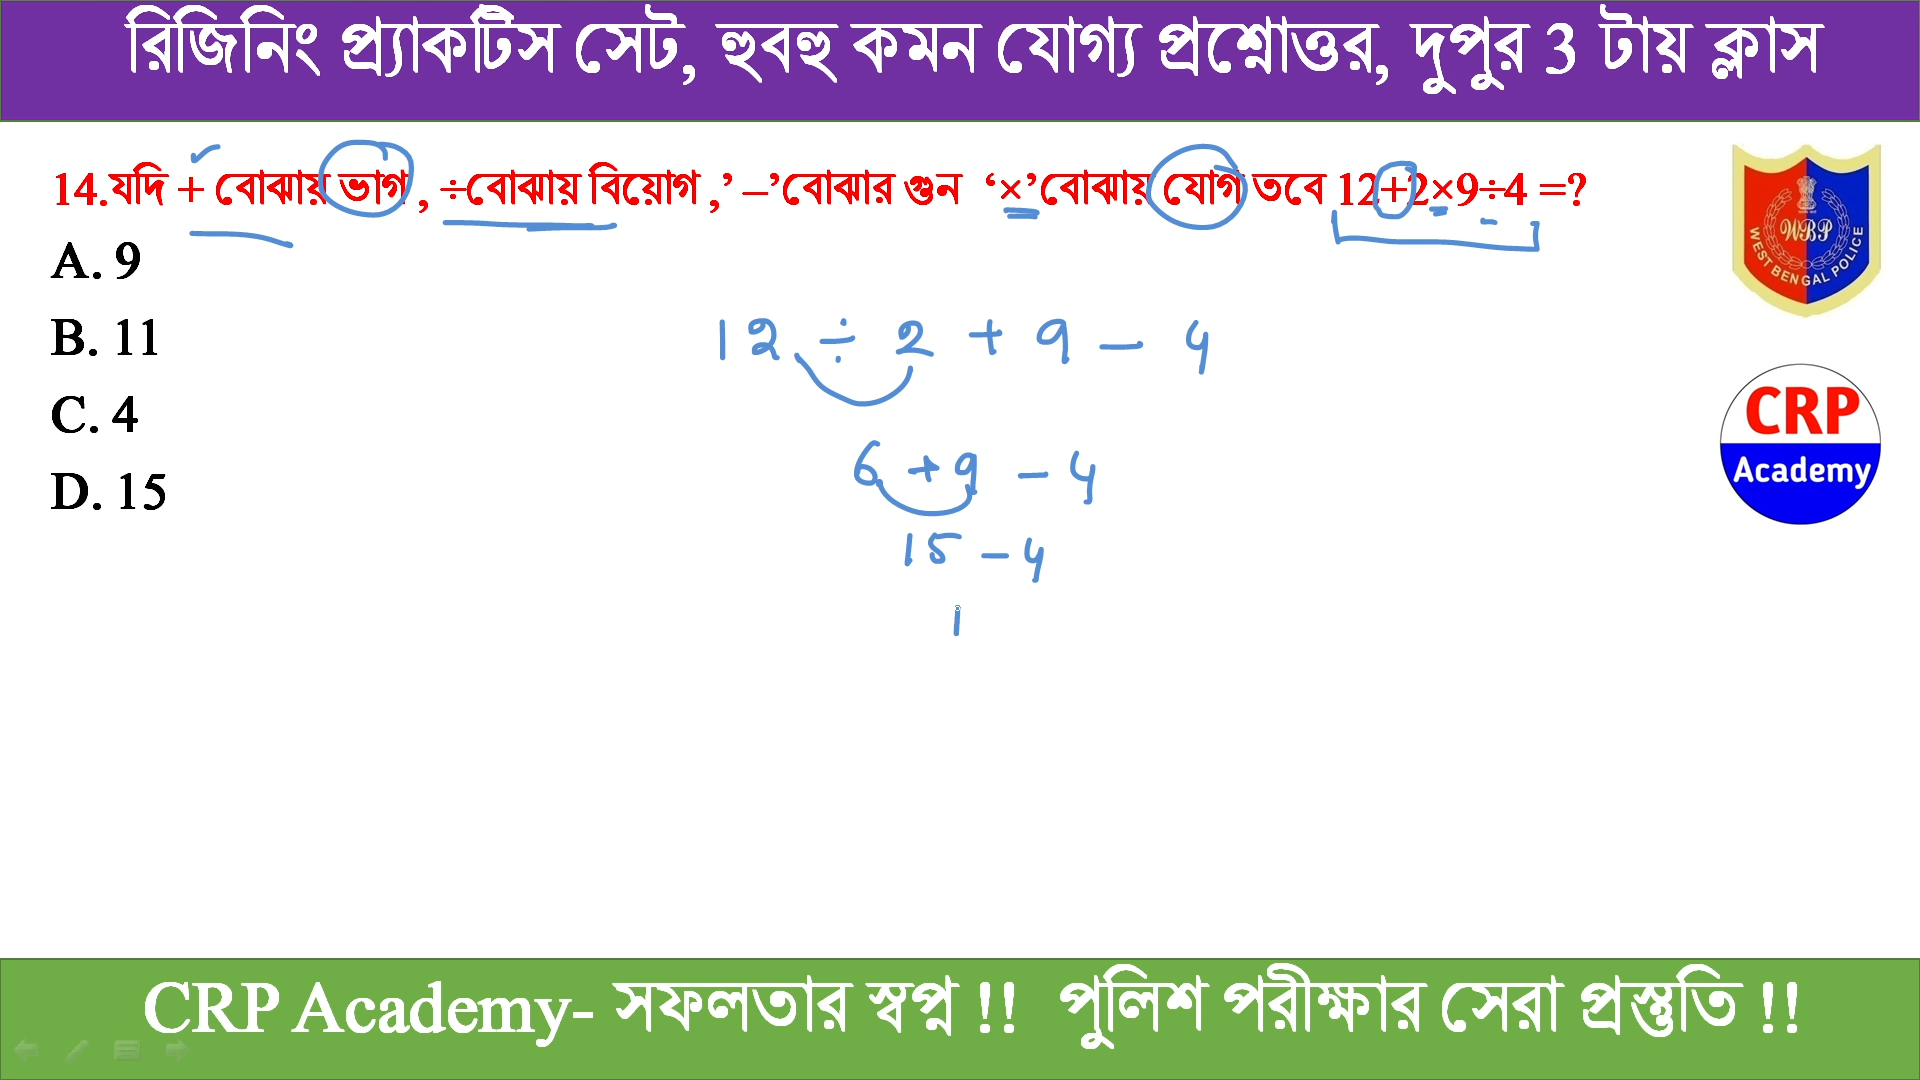 রিজিনিং প্র্যাকটিস সেট, হুবহু কমন যোগ্য প্রশ্নোত্তর, দুপুর 3 টায় ক্লাস
14.যদি + বোঝায় ভাগ , ÷বোঝায় বিয়োগ ,’ –’বোঝার গুন ‘×’বোঝায় যোগ তবে 12+2×9÷4 =?
A. 9
B. 11
C. 4
D. 15
12 ÷ 2 + 9 – 4
6 + 9 – 4
15 – 4
1
WBP
WEST BENGAL POLICE
CRP
Academy
CRP Academy- সফলতার স্বপ্ন !! পুলিশ পরীক্ষার সেরা প্রস্তুতি !!